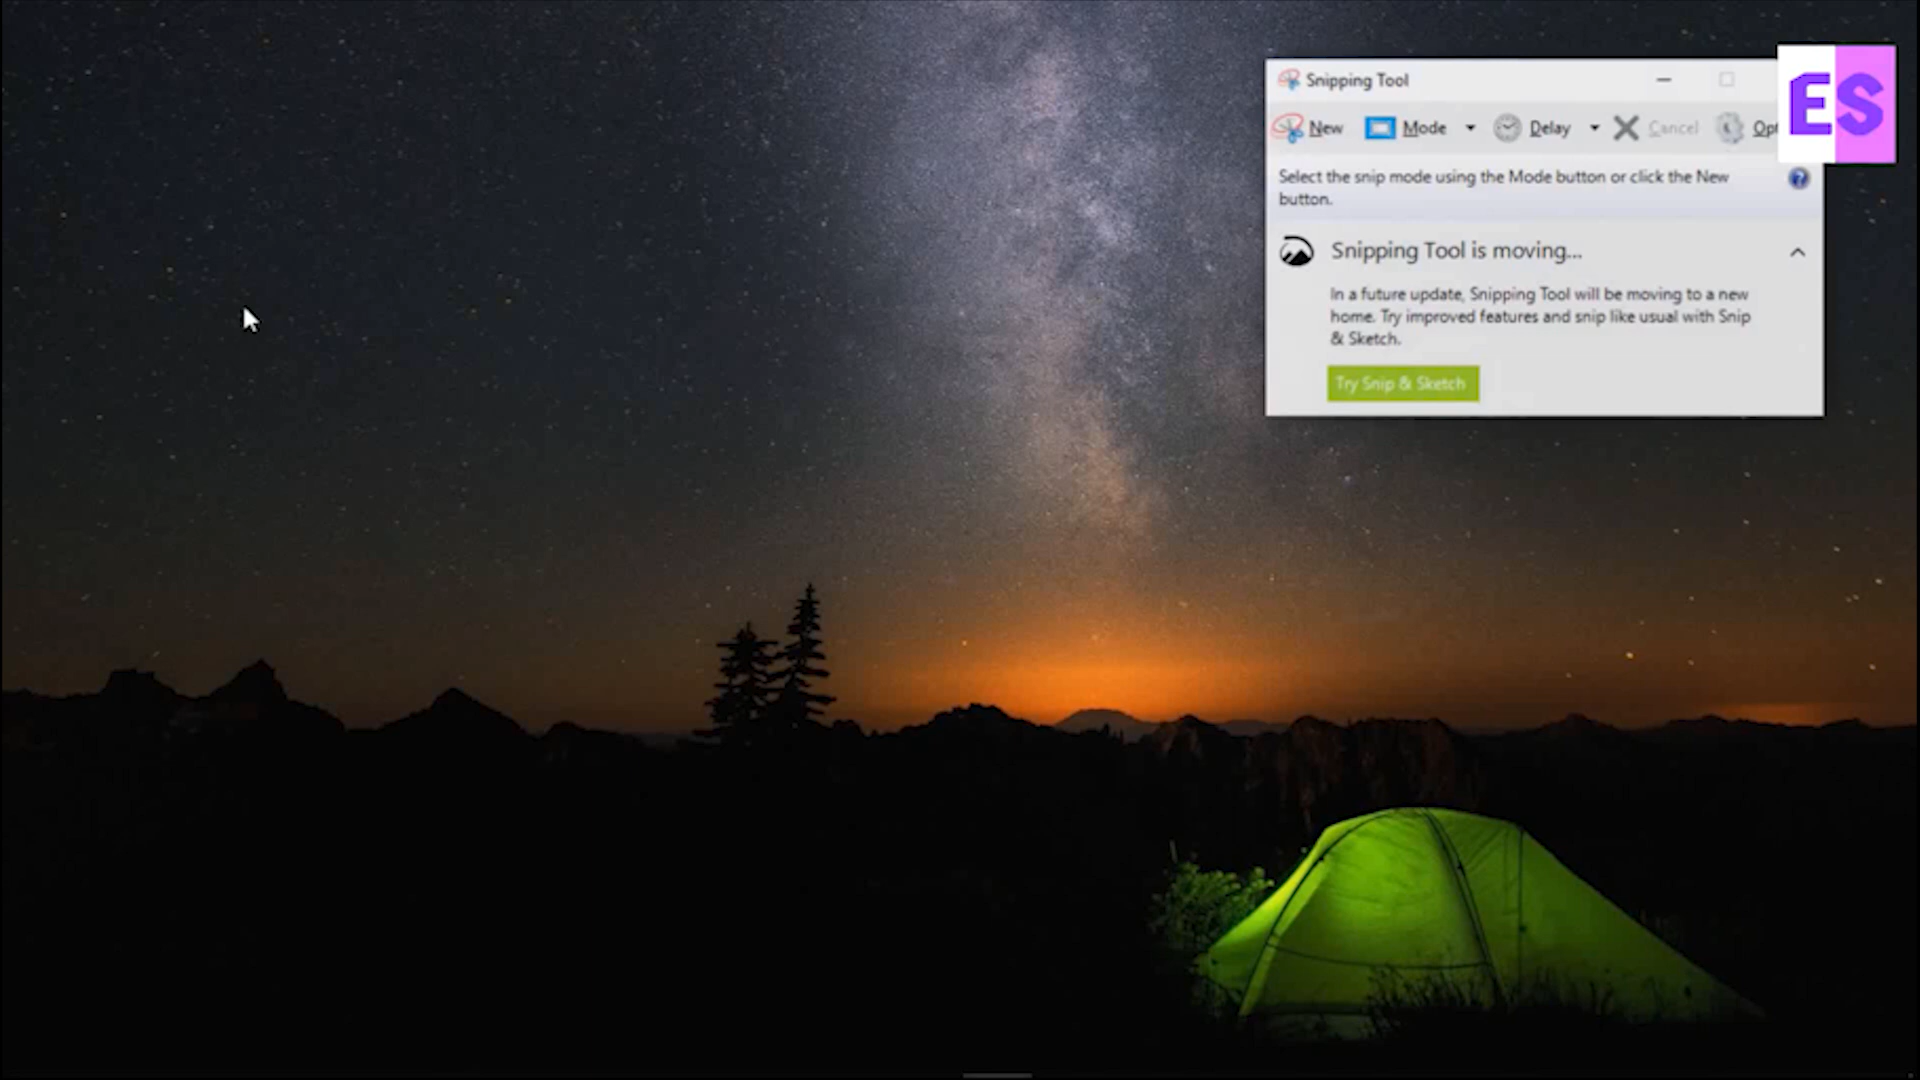 Snipping Tool
ES
New Mode Delay Cancel Opt
Select the snip mode using the Mode button or click the New
button.
Snipping Tool is moving...
In a future update, Snipping Tool will be moving to a new
home. Try improved features and snip like usual with Snip
& Sketch.
Try Snip & Sketch